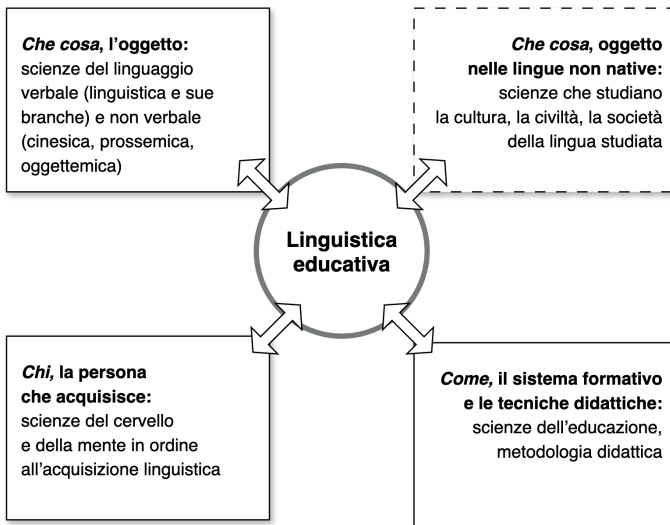 Che cosa, l’oggetto:
scienze del linguaggio
verbale (linguistica e sue
branche) e non verbale
(cinesica, prossemica,
oggettemica)
Che cosa, oggetto
nelle lingue non native:
scienze che studiano
la cultura, la civiltà, la società
della lingua studiata
Linguistica
educativa
Chi, la persona
che acquisisce:
scienze del cervello
e della mente in ordine
all’acquisizione linguistica
Come, il sistema formativo
e le tecniche didattiche:
scienze dell’educazione,
metodologia didattica